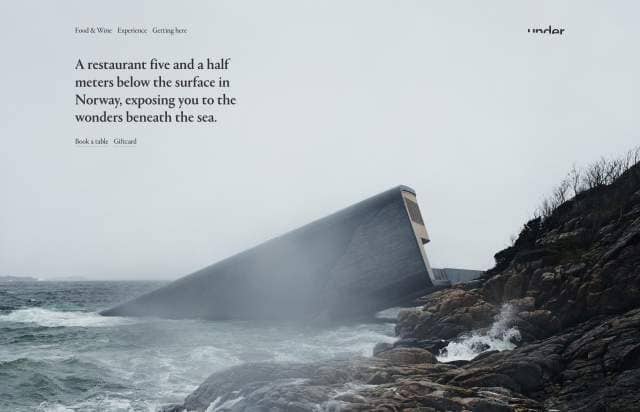 Food & Wine Experience Getting here
under
A restaurant five and a half
meters below the surface in
Norway, exposing you to the
wonders beneath the sea.
Book a table Giftcard